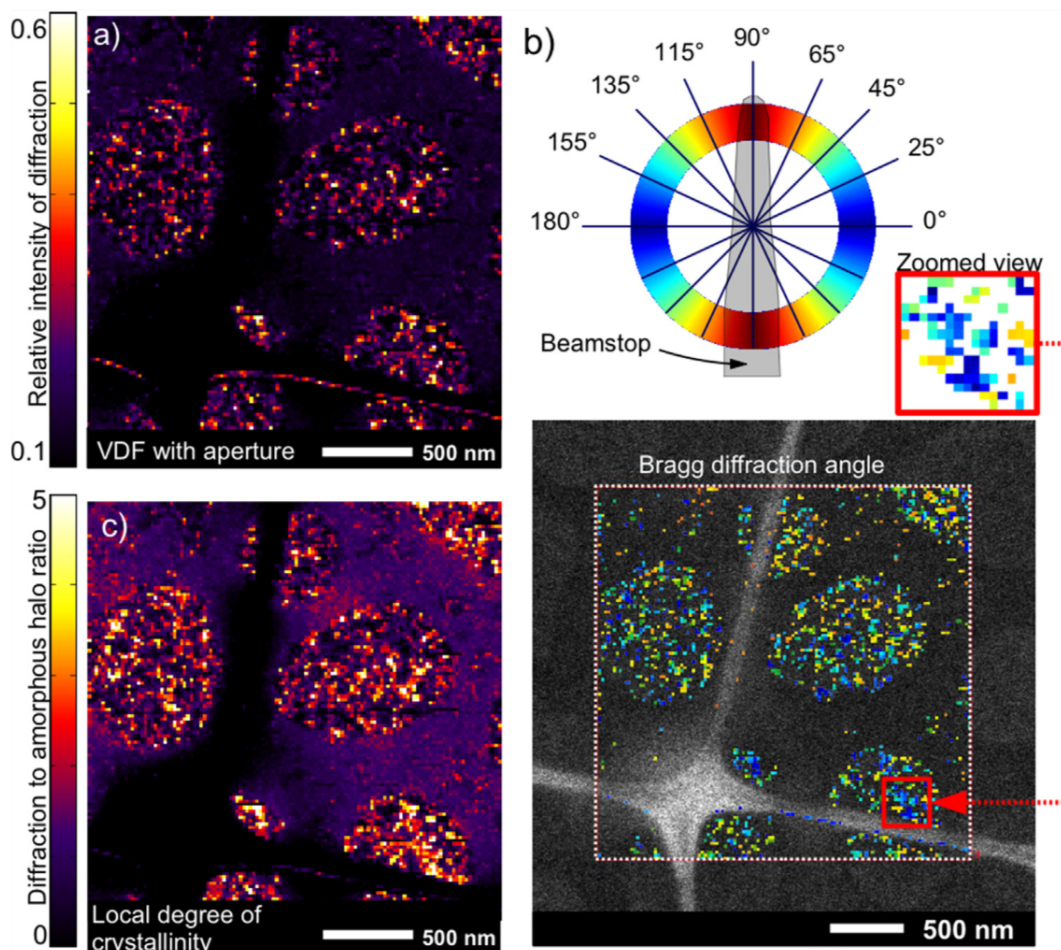 0.6
a)
Relative intensity of diffraction
0.1
VDF with aperture
500 nm
b)
90°
115°
65°
135°
45°
155°
25°
180°
0°
Zoomed view
Beamstop
Bragg diffraction angle
500 nm
5
c)
Diffraction to amorphous halo ratio
0
Local degree of
crystallinity
500 nm